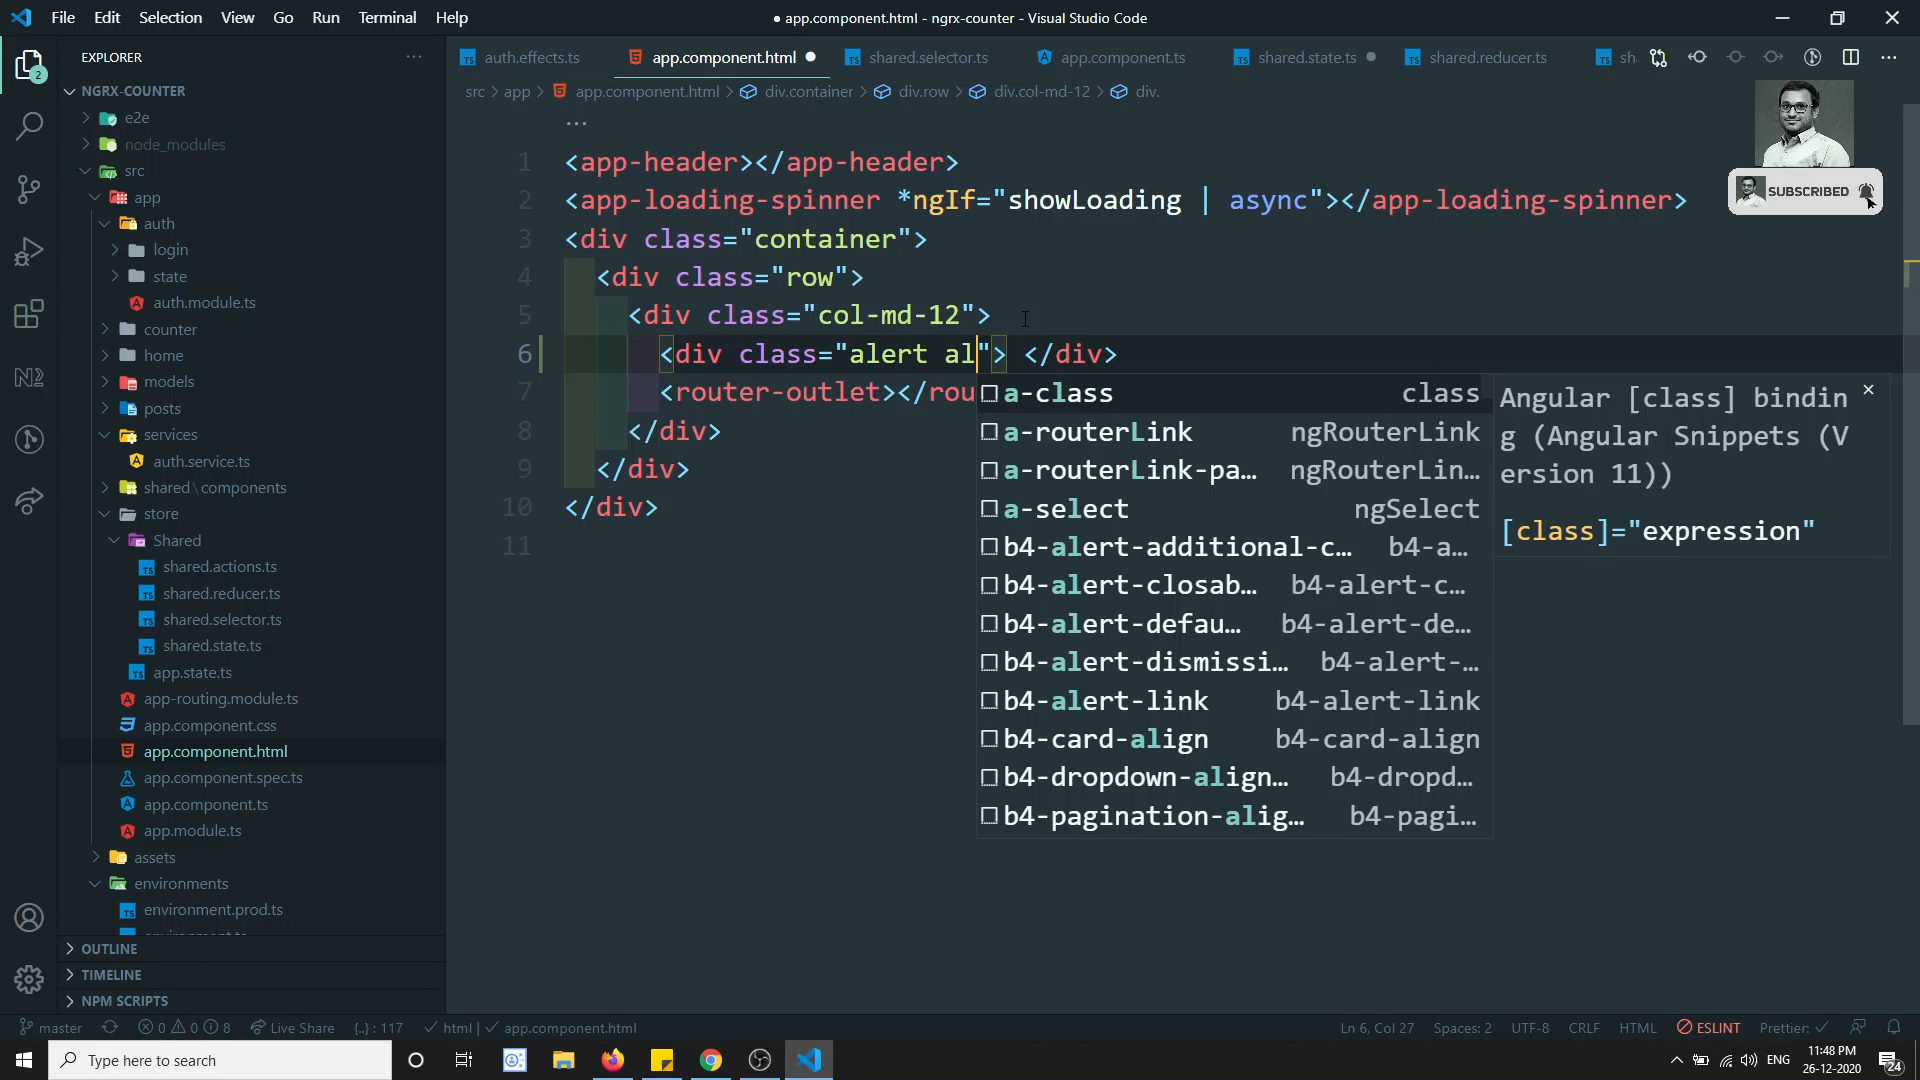 File Edit Selection View Go Run Terminal Help
● app.component.html - ngrx-counter - Visual Studio Code
EXPLORER ...
auth.effects.ts app.component.html ● shared.selector.ts app.component.ts shared.state.ts ● shared.reducer.ts sh
src > app > app.component.html > div.container > div.row > div.col-md-12 > div.
...
NGRX-COUNTER
e2e
node_modules
src
app
auth
login
state
auth.module.ts
counter
home
models
posts
services
auth.service.ts
shared \ components
store
Shared
shared.actions.ts
shared.reducer.ts
shared.selector.ts
shared.state.ts
app.state.ts
app-routing.module.ts
app.component.css
app.component.html
app.component.spec.ts
app.component.ts
app.module.ts
assets
environments
environment.prod.ts
OUTLINE
TIMELINE
NPM SCRIPTS
2
SUBSCRIBED
1 <app-header></app-header>
2 <app-loading-spinner *ngIf="showLoading | async"></app-loading-spinner>
3 <div class="container">
4 <div class="row">
5 <div class="col-md-12">
6 <div class="alert al"> </div>
7 <router-outlet></rou
8 </div>
9 </div>
10 </div>
11
a-class class
a-routerLink ngRouterLink
a-routerLink-pa... ngRouterLin...
a-select ngSelect
b4-alert-additional-c... b4-a...
b4-alert-closab... b4-alert-c...
b4-alert-defau... b4-alert-de...
b4-alert-dismissi... b4-alert-...
b4-alert-link b4-alert-link
b4-card-align b4-card-align
b4-dropdown-align... b4-dropd...
b4-pagination-alig... b4-pagi...
Angular [class] bindin
g (Angular Snippets (V
ersion 11))
[class]="expression"
master 0 0 8 Live Share {..} : 117 html | app.component.html
Ln 6, Col 27 Spaces: 2 UTF-8 CRLF HTML ESLINT Prettier: ✓
Type here to search
ENG
11:48 PM
26-12-2020
24